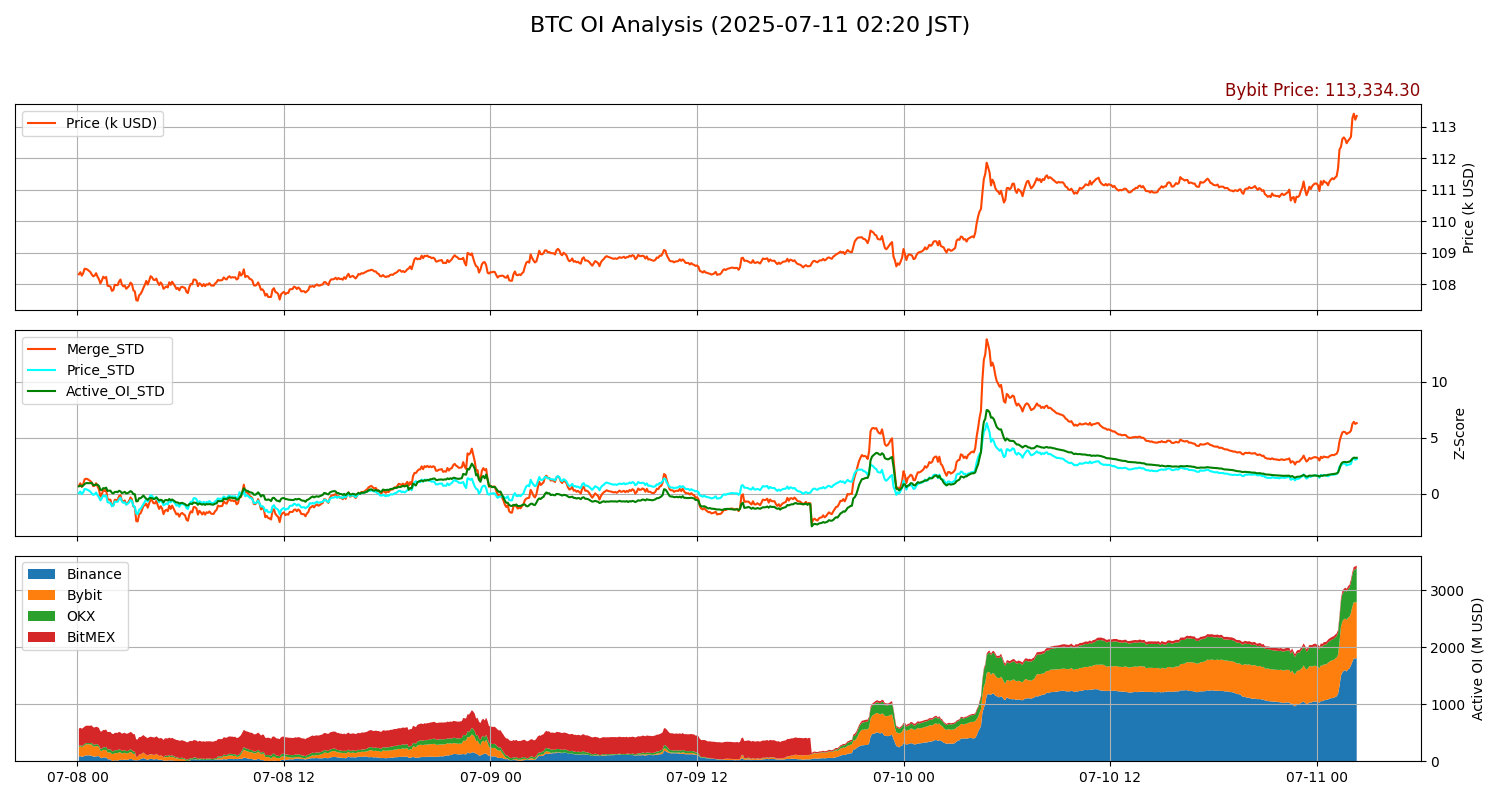 BTC OI Analysis (2025-07-11 02:20 JST)
Bybit Price: 113,334.30
Price (k USD)
113
112
111
110
109
108
Price (k USD)
Merge_STD
Price_STD
Active_OI_STD
10
5
0
Z-Score
Binance
Bybit
OKX
BitMEX
3000
2000
1000
0
Active OI (M USD)
07-08 00
07-08 12
07-09 00
07-09 12
07-10 00
07-10 12
07-11 00